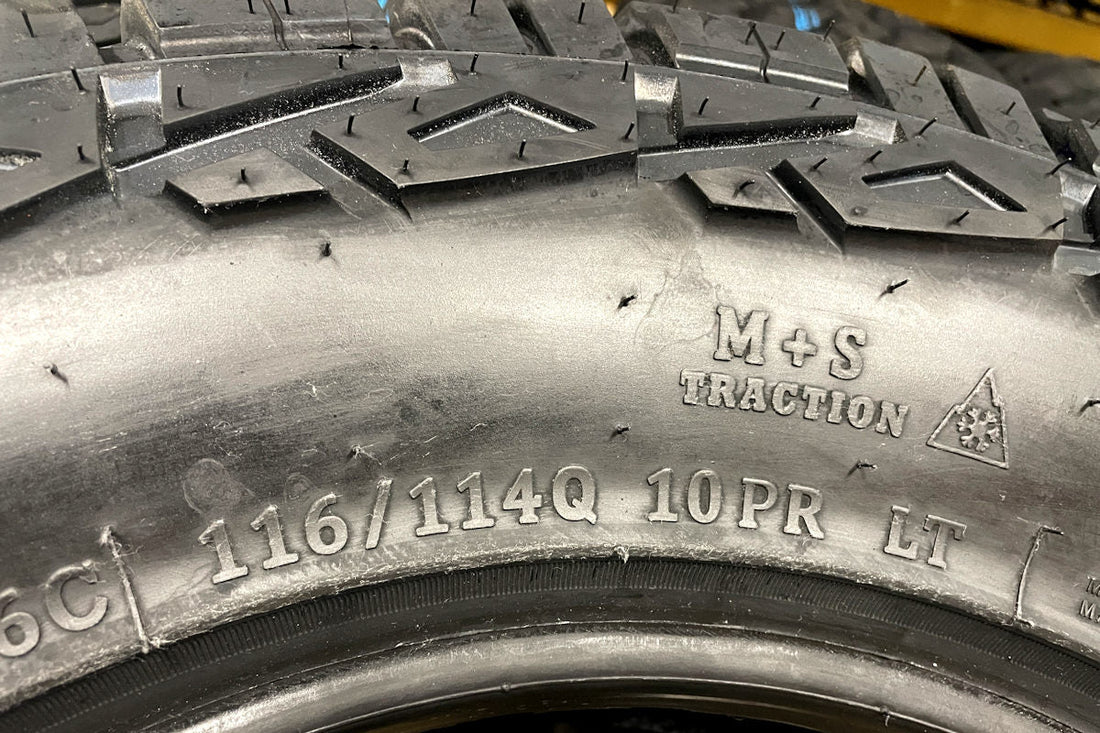 M+S
TRACTION
6C 116/114Q 10PR LT